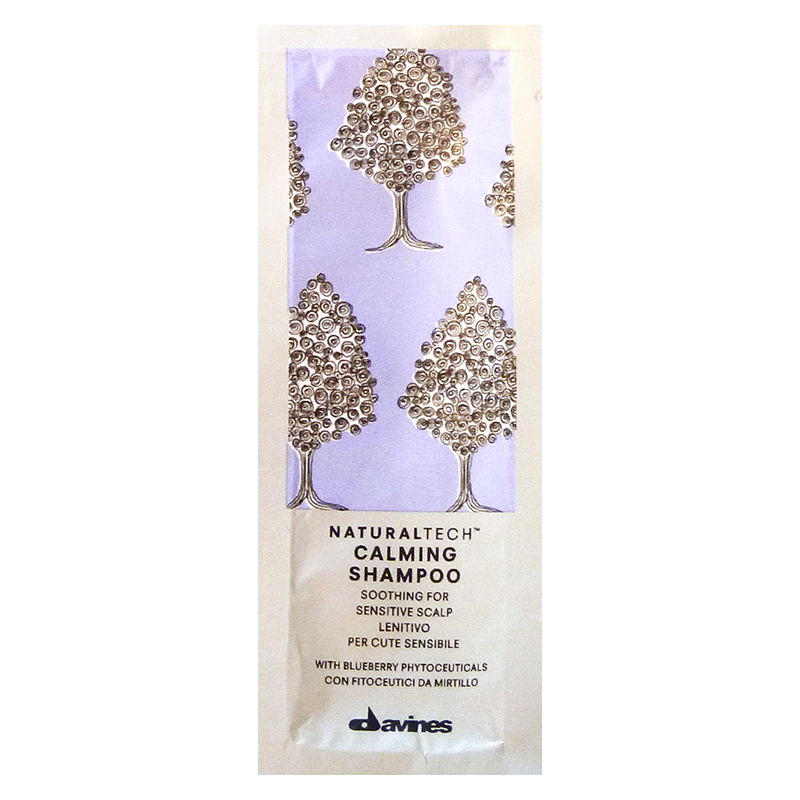 NATURALTECH™
CALMING
SHAMPOO
SOOTHING FOR
SENSITIVE SCALP
LENITIVO
PER CUTE SENSIBILE
WITH BLUEBERRY PHYTOCEUTICALS
CON FITOCEUTICI DA MIRTILLO
davines